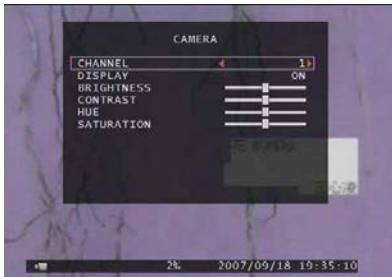 CAMERA
CHANNEL 1
DISPLAY ON
BRIGHTNESS
CONTRAST
HUE
SATURATION
2% 2007/09/18 19:35:10